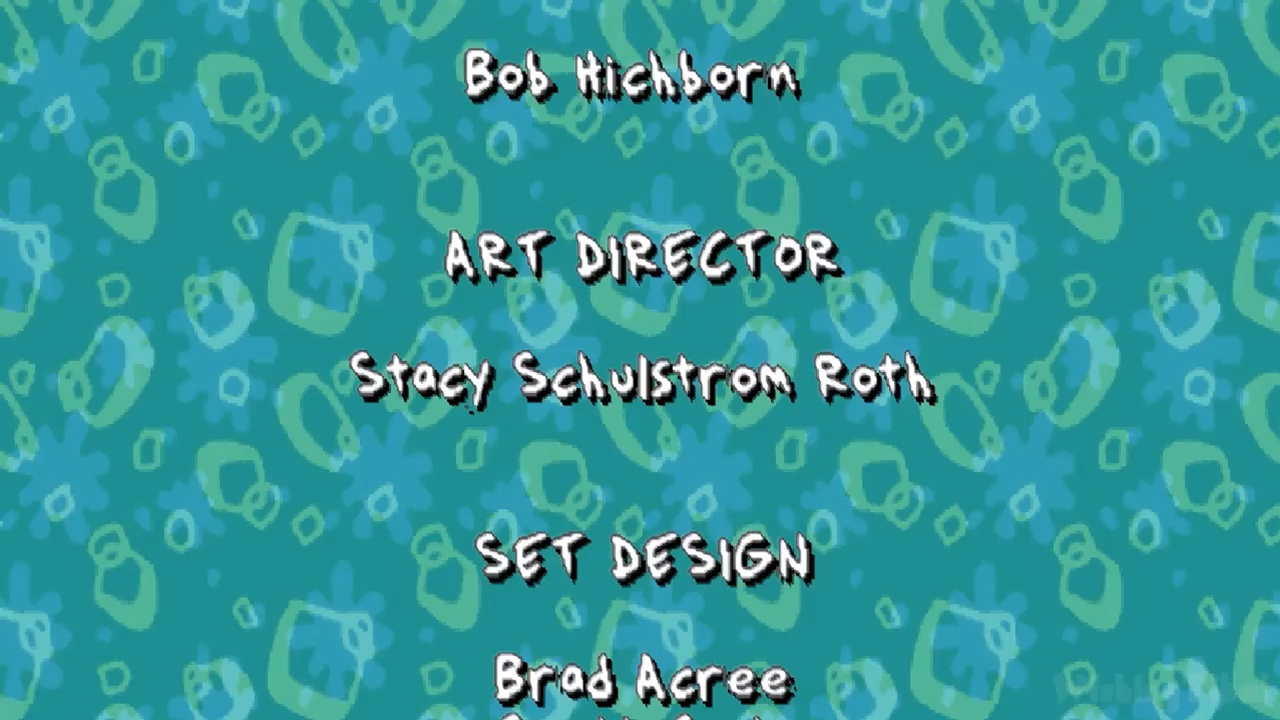 Bob Hichborn
ART DIRECTOR
Stacy Schulstrom Roth
SET DESIGN
Brad Acree